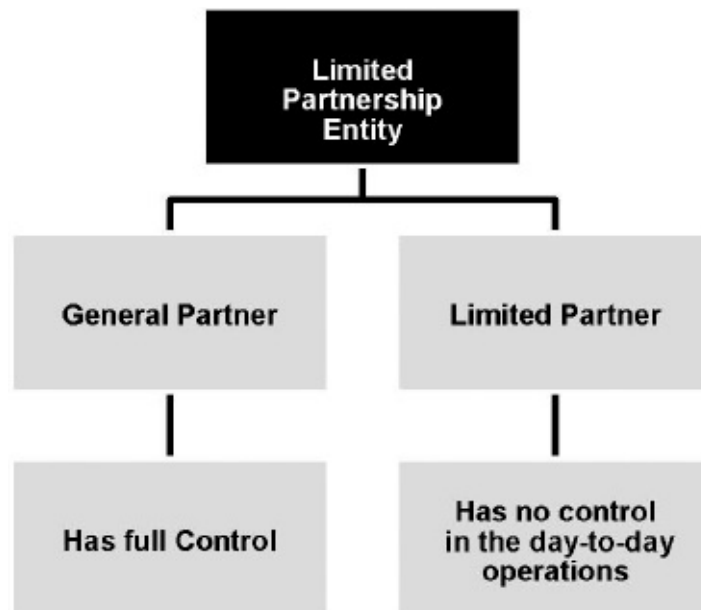 Limited
Partnership
Entity
General Partner
Limited Partner
Has full Control
Has no control
in the day-to-day
operations